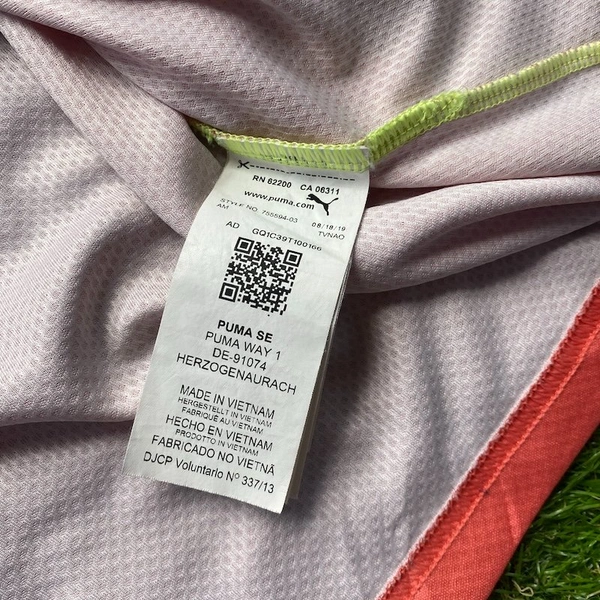 RN 62200 CA 06311
www.puma.com
STYLE NO. 755594-03 08/18/19
AM TVNAO
AD GQ1C39T100166
PUMA SE
PUMA WAY 1
DE-91074
HERZOGENAURACH
MADE IN VIETNAM
HERGESTELLT IN VIETNAM
FABRIQUÉ AU VIETNAM
HECHO EN VIETNAM
PRODOTTO IN VIETNAM
FABRICADO NO VIETNÃ
DJCP Voluntario Nº 337/13